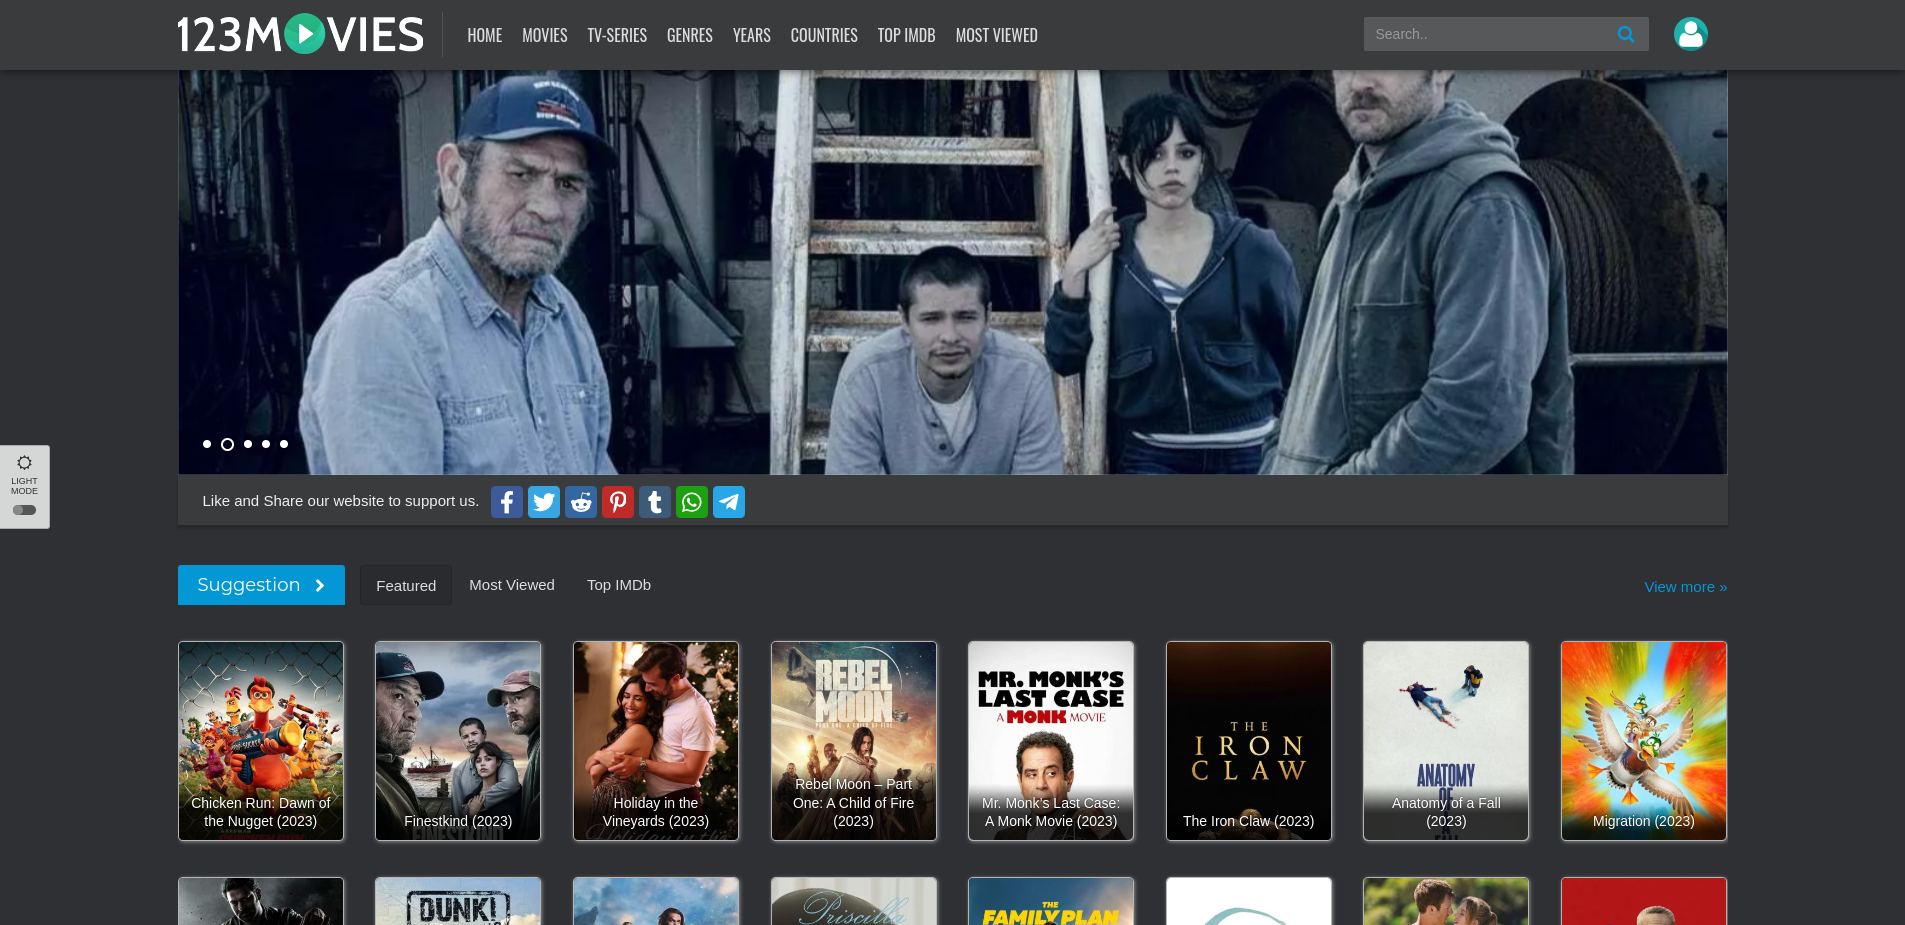 123MOVIES
HOME MOVIES TV-SERIES GENRES YEARS COUNTRIES TOP IMDB MOST VIEWED
Search..
LIGHT
MODE
Like and Share our website to support us.
Suggestion Featured Most Viewed Top IMDb
View more »
Chicken Run: Dawn of
the Nugget (2023)
Finestkind (2023)
Holiday in the
Vineyards (2023)
REBEL
MOON
Rebel Moon – Part
One: A Child of Fire
(2023)
MR. MONK'S
LAST CASE
A MONK MOVIE
Mr. Monk's Last Case:
A Monk Movie (2023)
THE
IRON
CLAW
The Iron Claw (2023)
ANATOMY
OF
A
FALL
Anatomy of a Fall
(2023)
Migration (2023)
DUNKI
Priscilla
THE
FAMILY PLAN